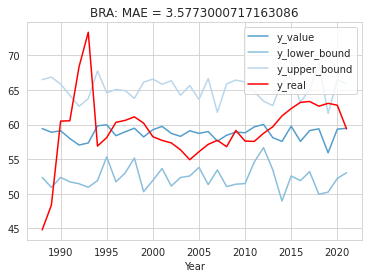 BRA: MAE = 3.5773000717163086
y_value
y_lower_bound
y_upper_bound
y_real
70
65
60
55
50
45
1990
1995
2000
2005
2010
2015
2020
Year